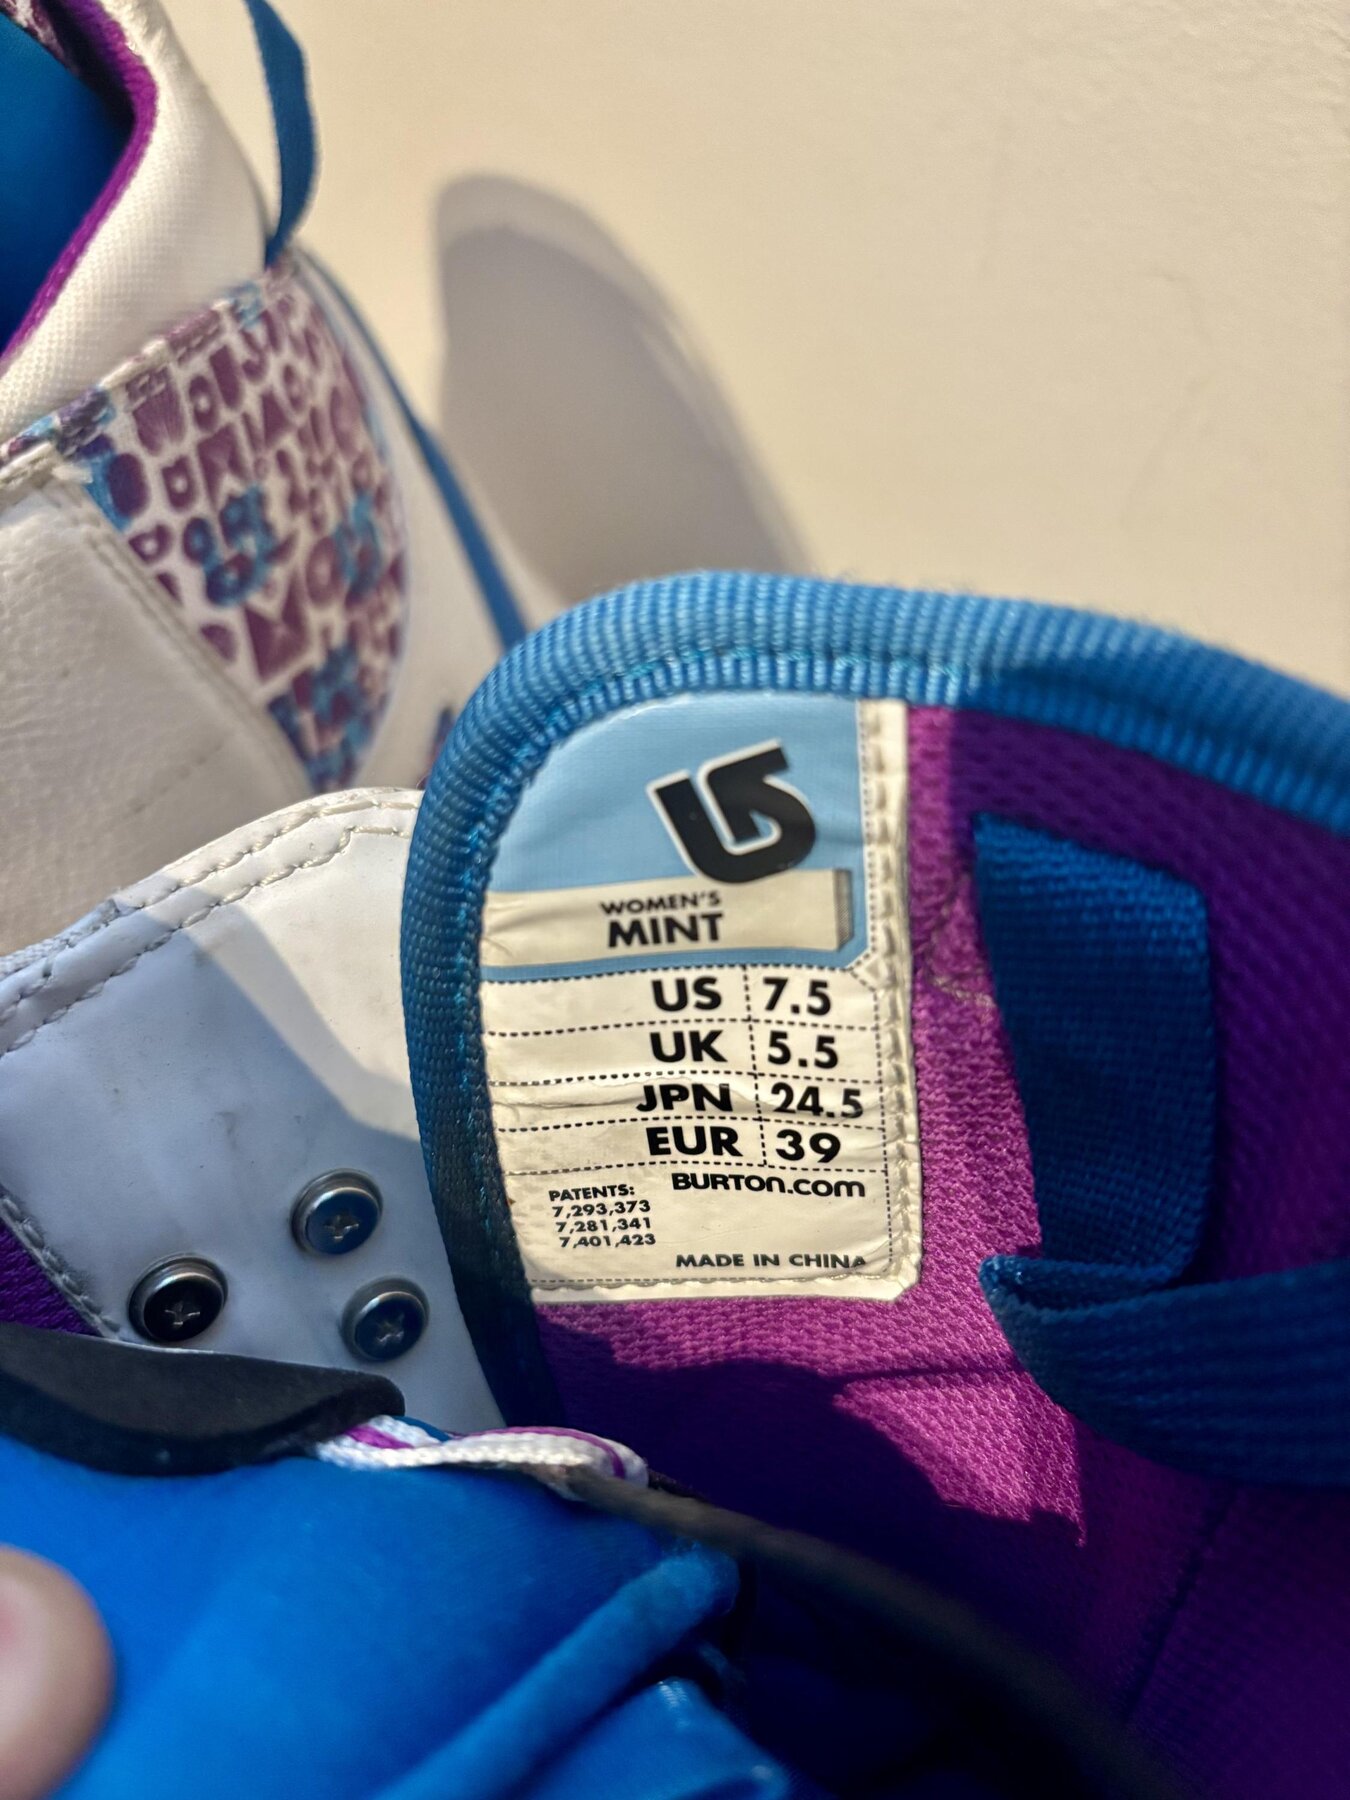 WOMEN'S
MINT
US 7.5
UK 5.5
JPN 24.5
EUR 39
BURTON.COM
PATENTS:
7,293,373
7,281,341
7,401,423
MADE IN CHINA